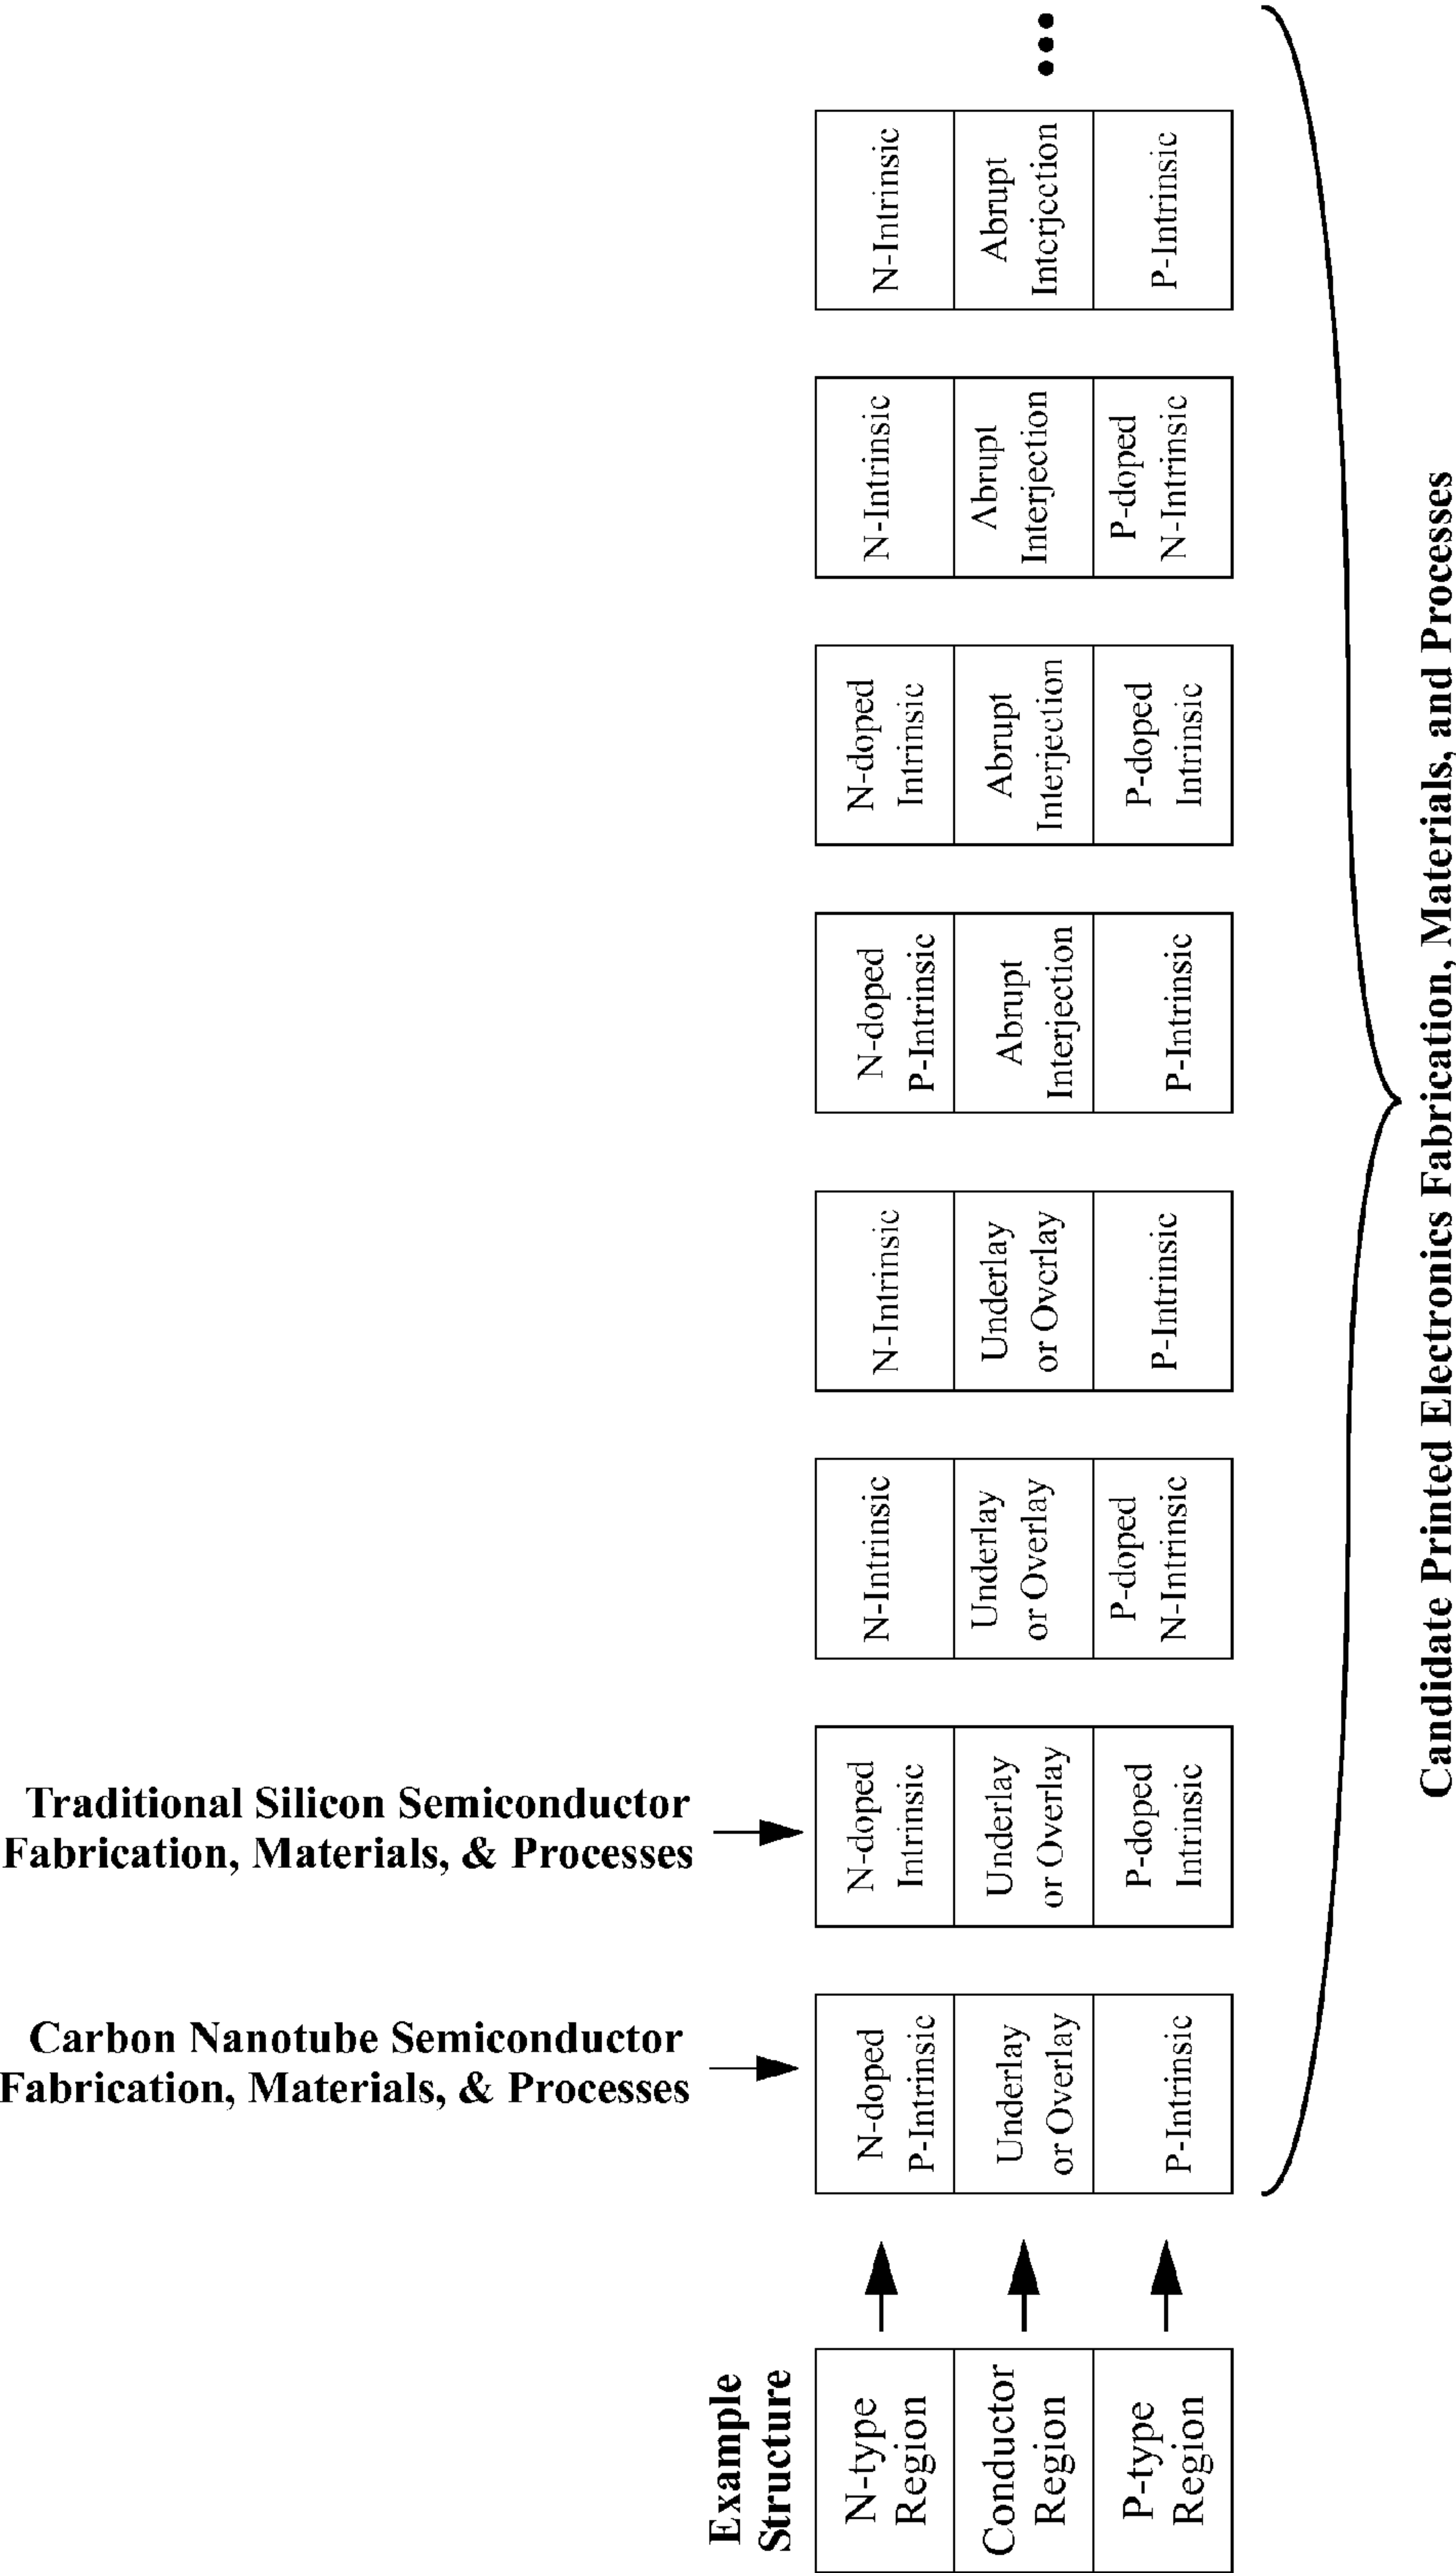 Example
Structure
N-type
Region
Conductor
Region
P-type
Region
Carbon Nanotube Semiconductor
Fabrication, Materials, & Processes
N-doped
P-Intrinsic
Underlay
or Overlay
P-Intrinsic
Traditional Silicon Semiconductor
Fabrication, Materials, & Processes
N-doped
Intrinsic
Underlay
or Overlay
P-doped
Intrinsic
N-Intrinsic
Underlay
or Overlay
P-doped
N-Intrinsic
N-Intrinsic
Underlay
or Overlay
P-Intrinsic
N-doped
P-Intrinsic
Abrupt
Interjection
P-Intrinsic
N-doped
Intrinsic
Abrupt
Interjection
P-doped
Intrinsic
N-Intrinsic
Abrupt
Interjection
P-doped
N-Intrinsic
N-Intrinsic
Abrupt
Interjection
P-Intrinsic
•••
Candidate Printed Electronics Fabrication, Materials, and Processes